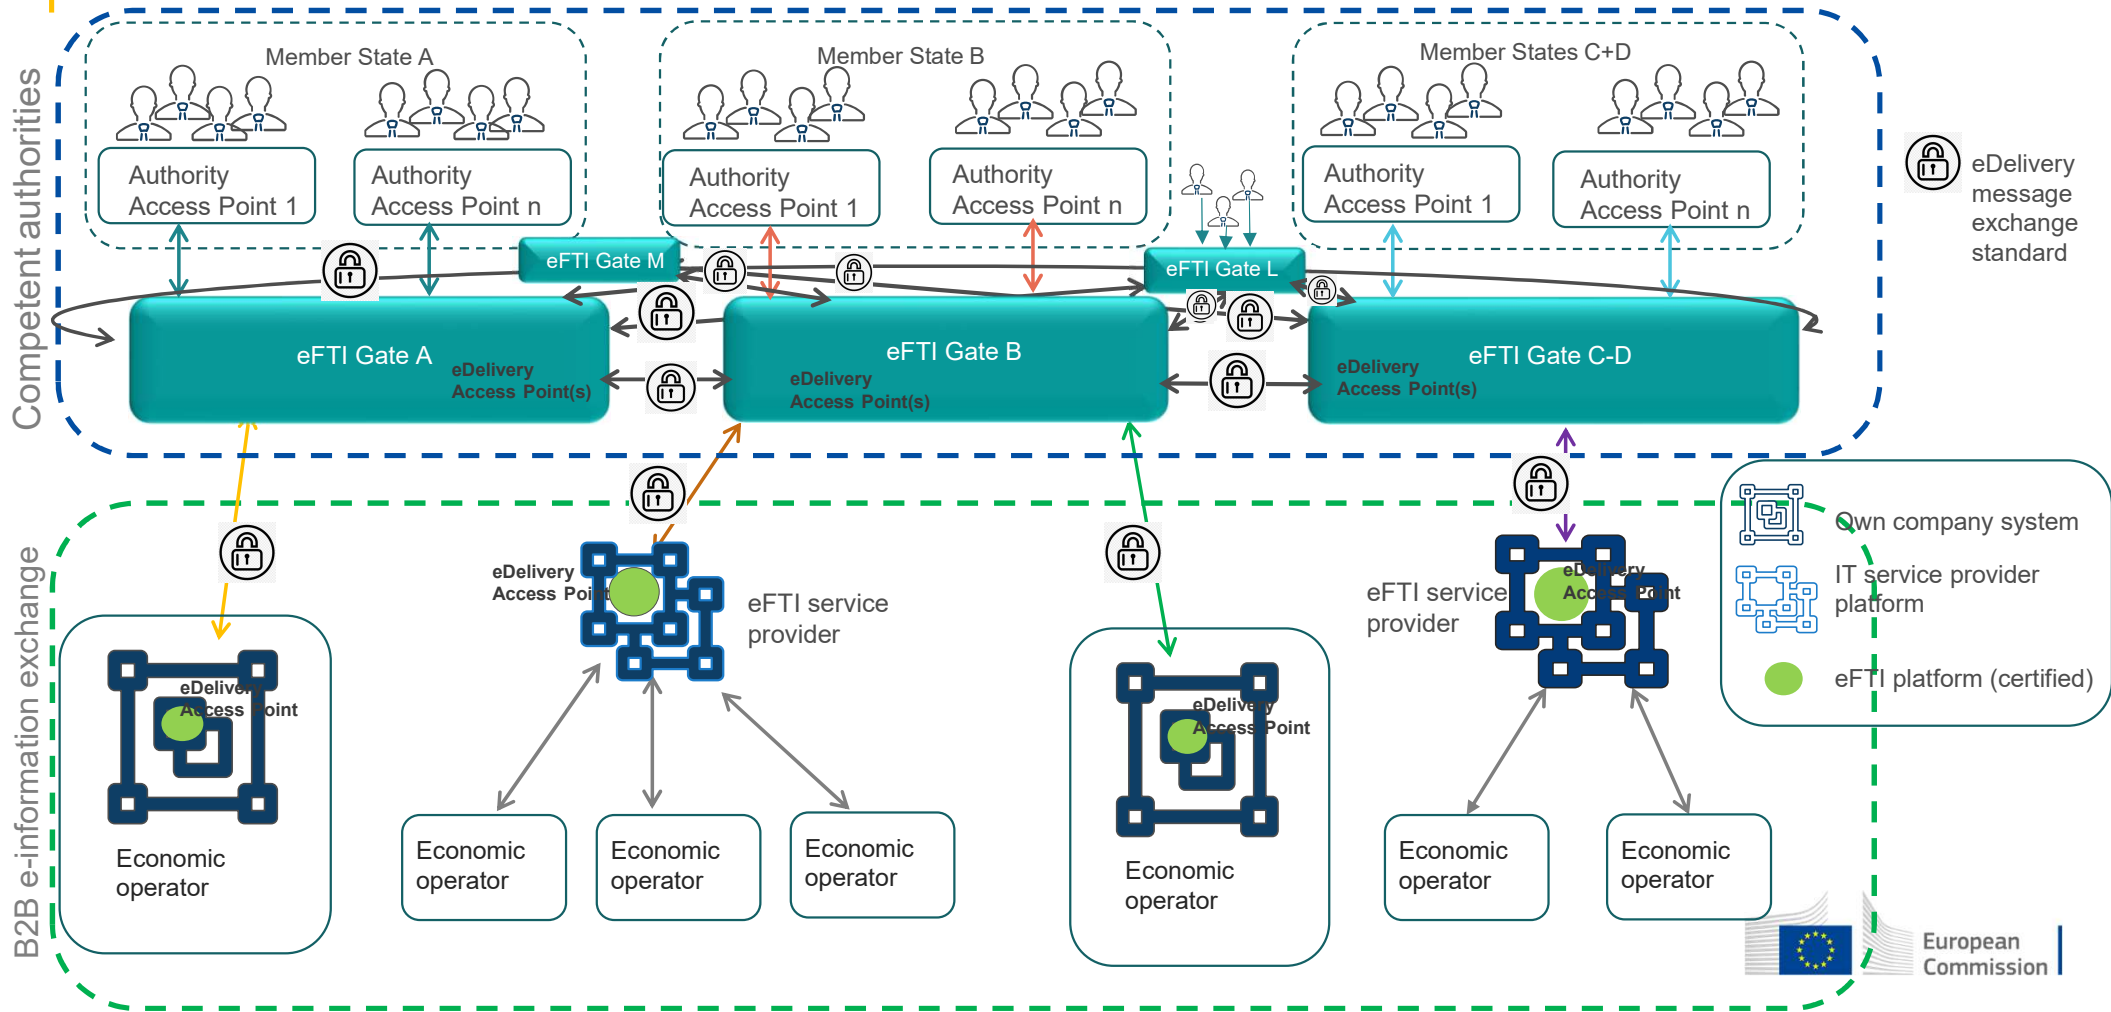 Competent authorities
Member State A
Member State B
Member States C+D
Authority
Access Point 1
Authority
Access Point n
Authority
Access Point 1
Authority
Access Point n
Authority
Access Point 1
Authority
Access Point n
eDelivery
message
exchange
standard
eFTI Gate M
eFTI Gate L
eFTI Gate A
eDelivery
Access Point(s)
eFTI Gate B
eDelivery
Access Point(s)
eFTI Gate C-D
eDelivery
Access Point(s)
B2B e-information exchange
eDelivery
Access Point
Economic
operator
eDelivery
Access Point
eFTI service
provider
Economic
operator
Economic
operator
Economic
operator
eDelivery
Access Point
Economic
operator
eFTI service
provider
eDelivery
Access Point
Economic
operator
Economic
operator
Own company system
IT service provider
platform
eFTI platform (certified)
European
Commission